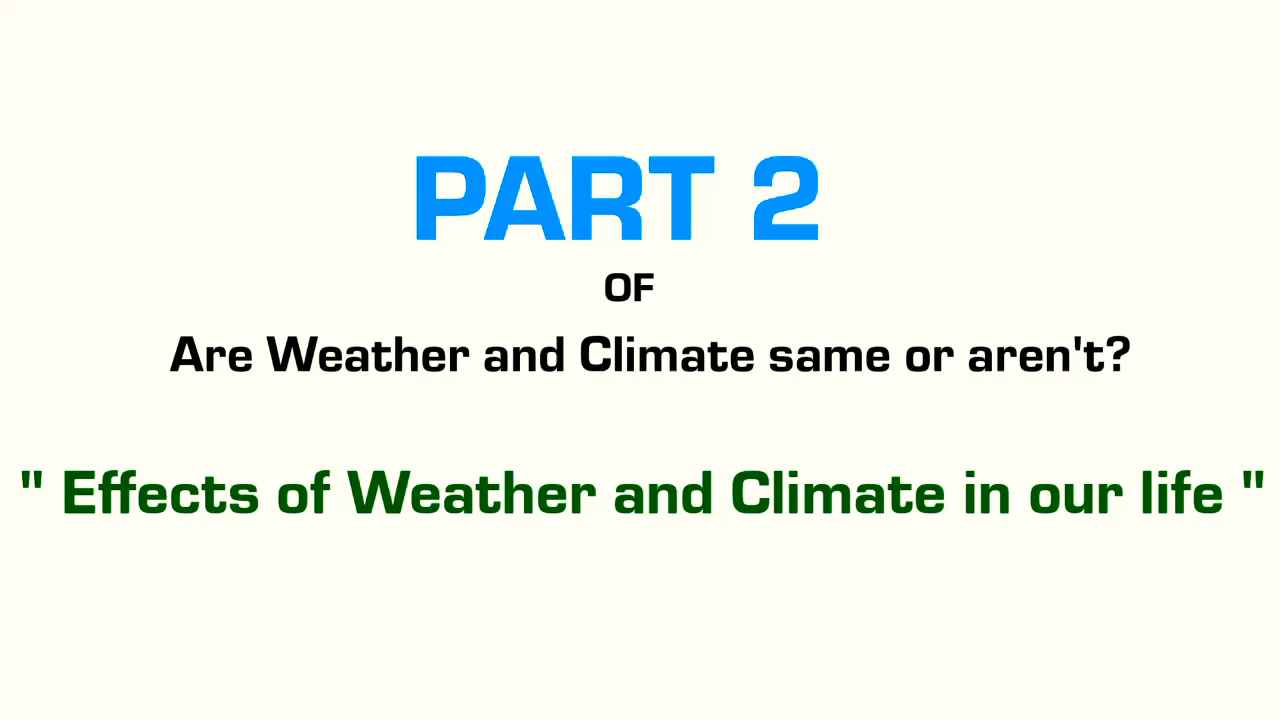 PART 2
OF
Are Weather and Climate same or aren't?
" Effects of Weather and Climate in our life "